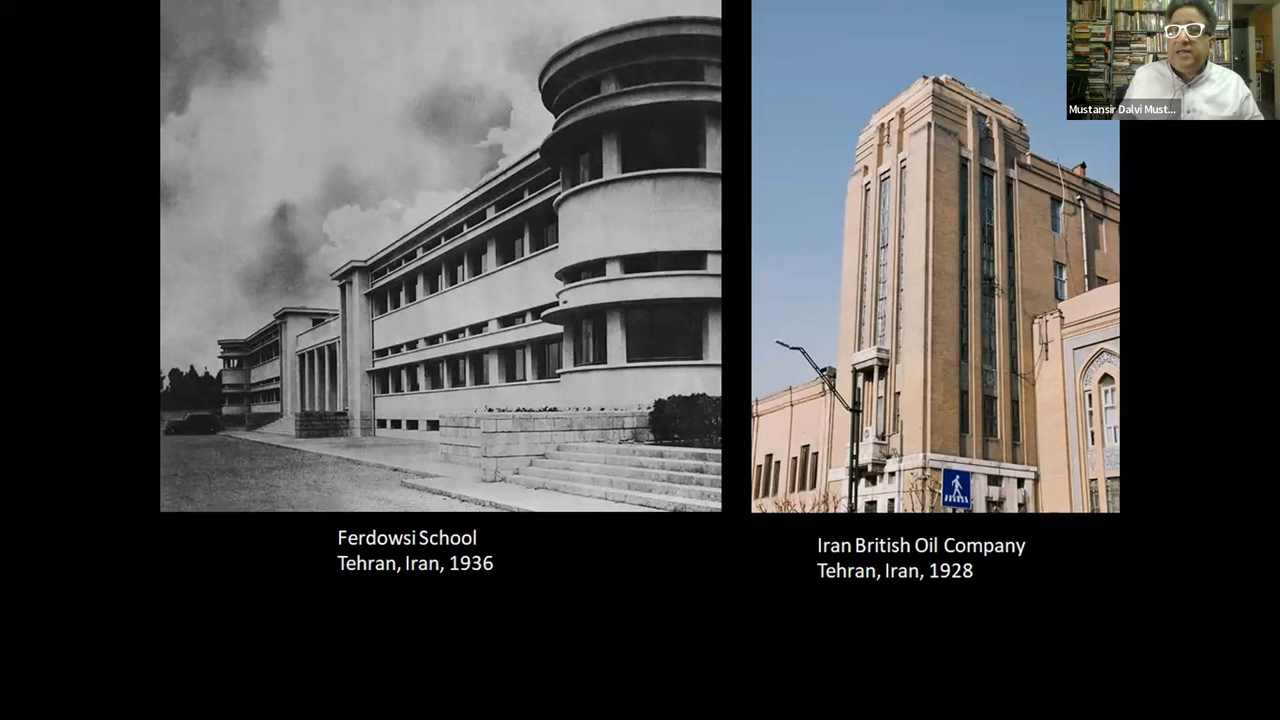 Mustansir Dalvi Must...
Ferdowsi School
Tehran, Iran, 1936
Iran British Oil Company
Tehran, Iran, 1928